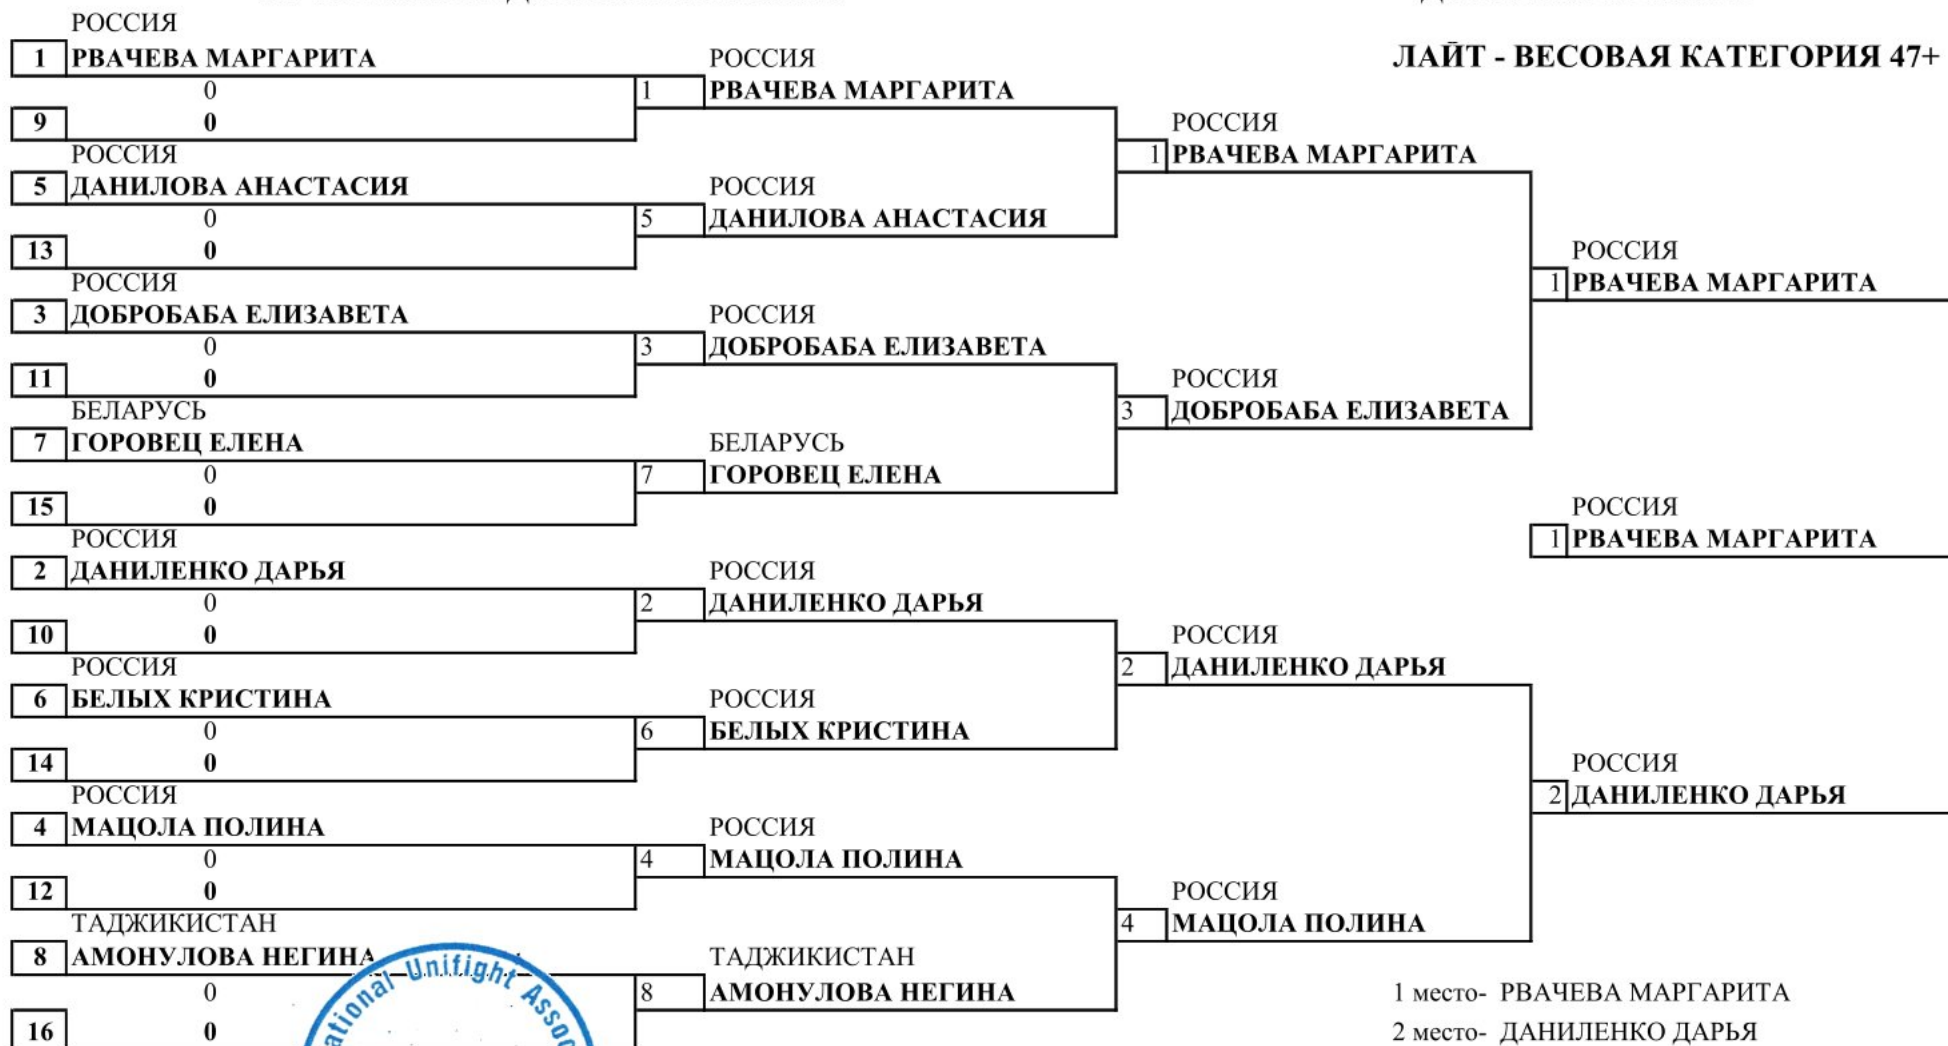 РОССИЯ
1 РВАЧЕВА МАРГАРИТА
0
9 0
РОССИЯ
5 ДАНИЛОВА АНАСТАСИЯ
0
13 0
РОССИЯ
3 ДОБРОБАБА ЕЛИЗАВЕТА
0
11 0
БЕЛАРУСЬ
7 ГОРОВЕЦ ЕЛЕНА
0
15 0
РОССИЯ
2 ДАНИЛЕНКО ДАРЬЯ
0
10 0
РОССИЯ
6 БЕЛЫХ КРИСТИНА
0
14 0
РОССИЯ
4 МАЦОЛА ПОЛИНА
0
12 0
ТАДЖИКИСТАН
8 АМОНУЛОВА НЕГИНА
0
16 0
РОССИЯ
1 РВАЧЕВА МАРГАРИТА
РОССИЯ
5 ДАНИЛОВА АНАСТАСИЯ
РОССИЯ
3 ДОБРОБАБА ЕЛИЗАВЕТА
БЕЛАРУСЬ
7 ГОРОВЕЦ ЕЛЕНА
РОССИЯ
2 ДАНИЛЕНКО ДАРЬЯ
РОССИЯ
6 БЕЛЫХ КРИСТИНА
РОССИЯ
4 МАЦОЛА ПОЛИНА
ТАДЖИКИСТАН
8 АМОНУЛОВА НЕГИНА
РОССИЯ
1 РВАЧЕВА МАРГАРИТА
РОССИЯ
3 ДОБРОБАБА ЕЛИЗАВЕТА
РОССИЯ
2 ДАНИЛЕНКО ДАРЬЯ
РОССИЯ
4 МАЦОЛА ПОЛИНА
ЛАЙТ - ВЕСОВАЯ КАТЕГОРИЯ 47+
РОССИЯ
1 РВАЧЕВА МАРГАРИТА
РОССИЯ
1 РВАЧЕВА МАРГАРИТА
РОССИЯ
2 ДАНИЛЕНКО ДАРЬЯ
1 место- РВАЧЕВА МАРГАРИТА
2 место- ДАНИЛЕНКО ДАРЬЯ
Unifight